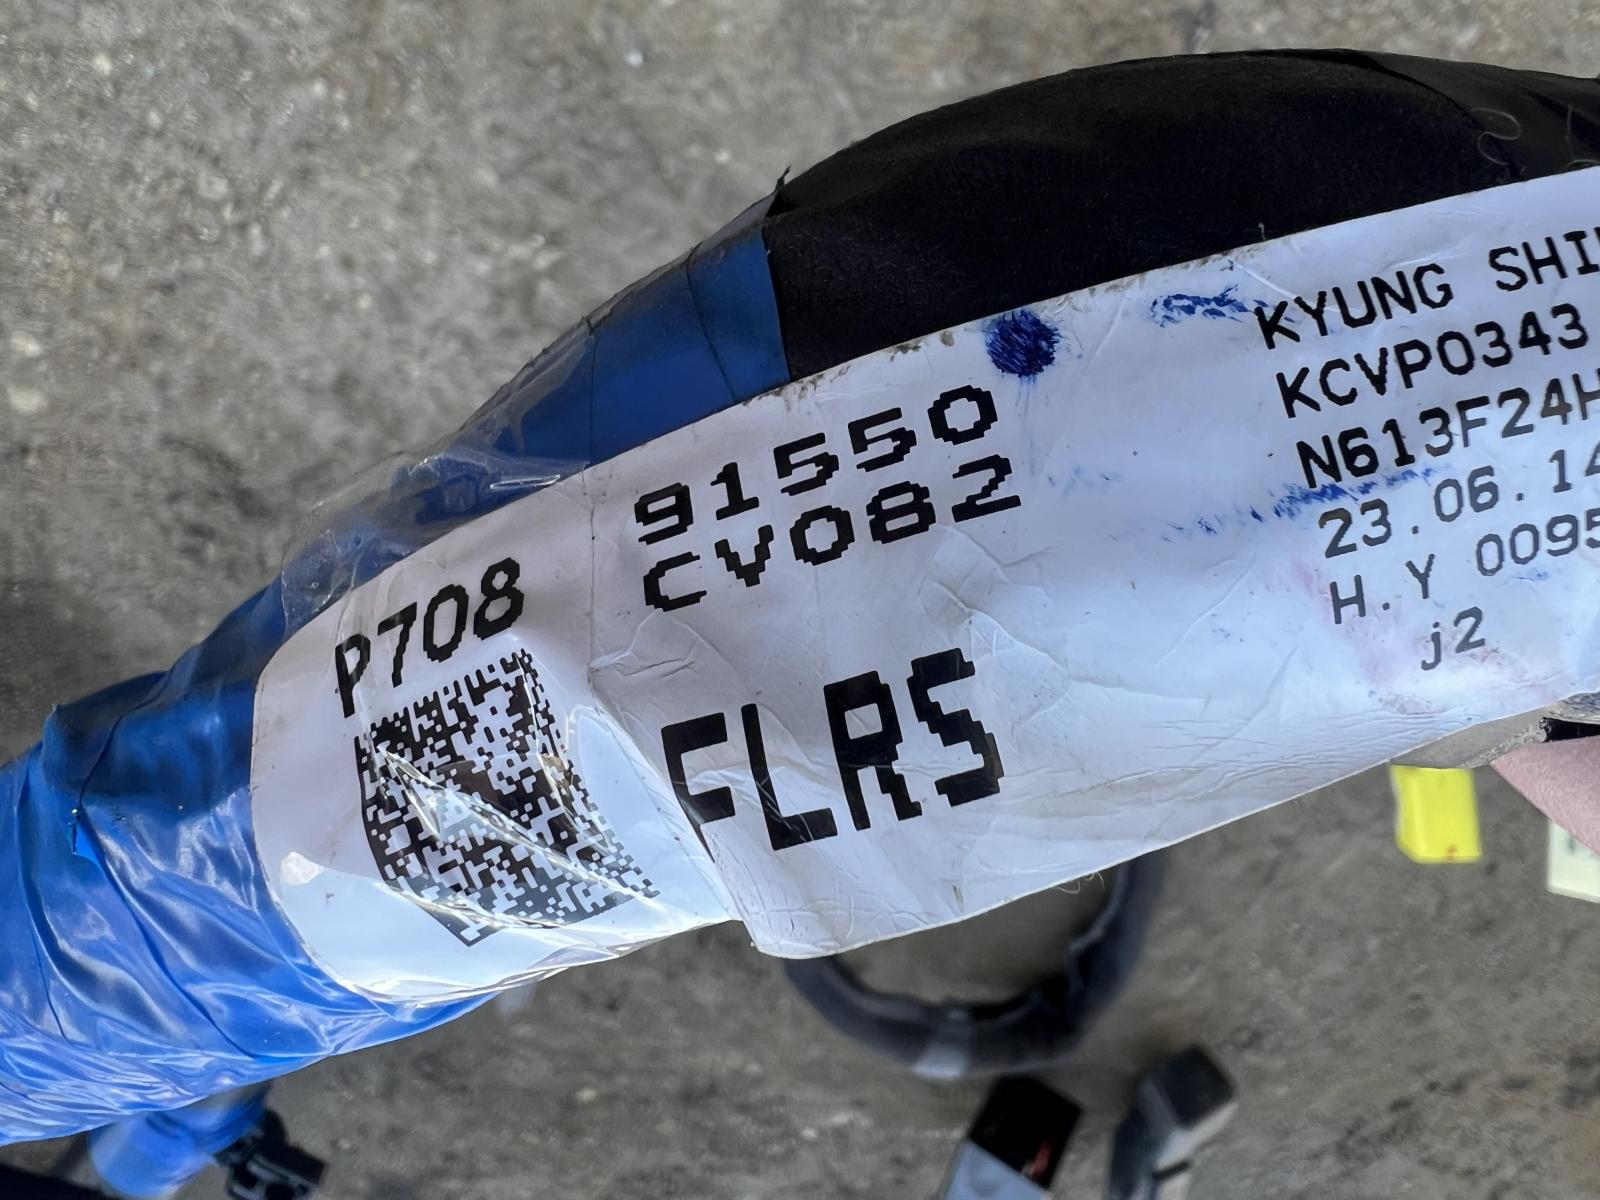 P708
91550
CV082
FLRS
KYUNG SHI
KCVP0343
N613F24H
23.06.14
H.Y 0095
j2